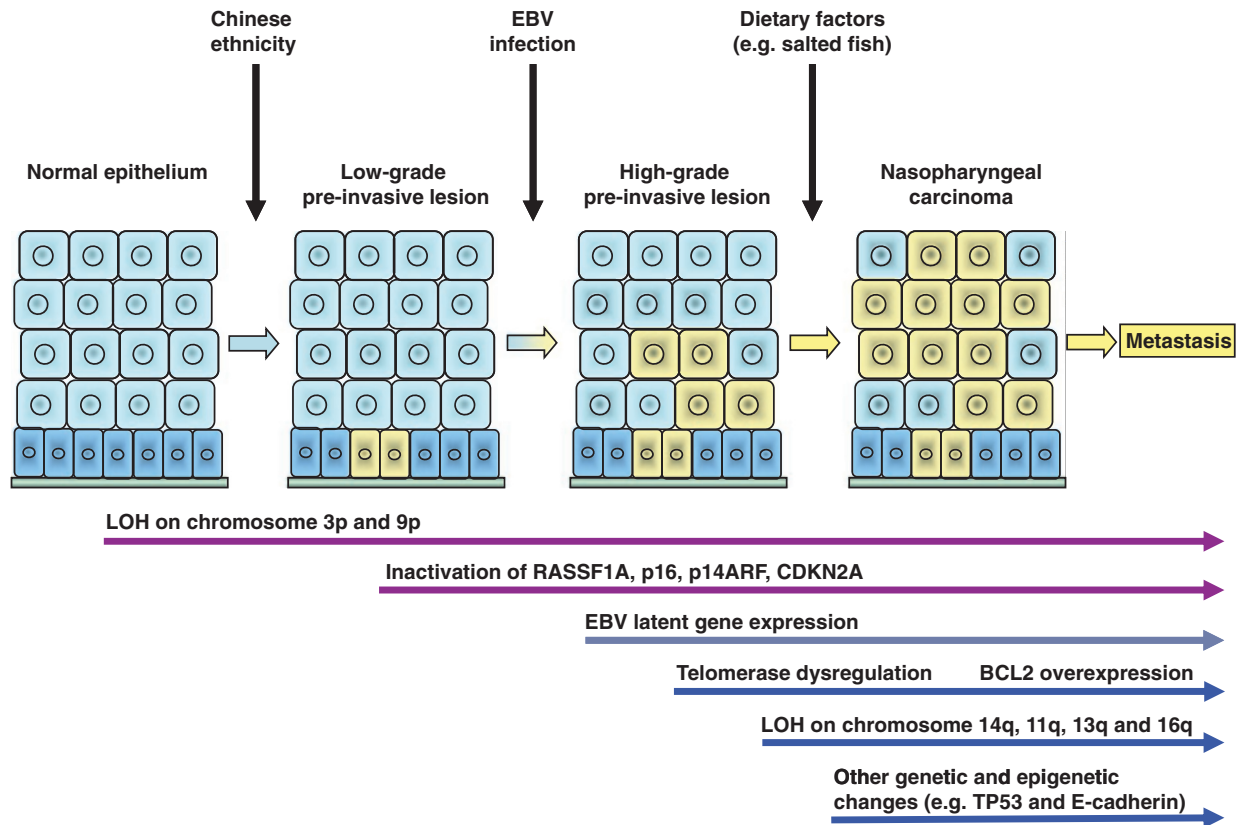 Chinese
ethnicity
EBV
infection
Dietary factors
(e.g. salted fish)
Normal epithelium
Low-grade
pre-invasive lesion
High-grade
pre-invasive lesion
Nasopharyngeal
carcinoma
Metastasis
LOH on chromosome 3p and 9p
Inactivation of RASSF1A, p16, p14ARF, CDKN2A
EBV latent gene expression
Telomerase dysregulation BCL2 overexpression
LOH on chromosome 14q, 11q, 13q and 16q
Other genetic and epigenetic
changes (e.g. TP53 and E-cadherin)